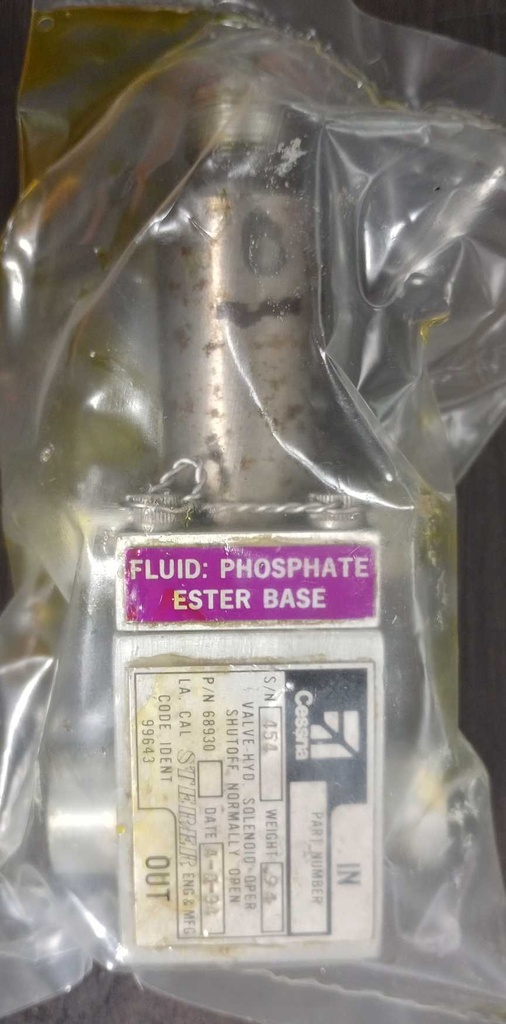 FLUID: PHOSPHATE
ESTER BASE
Cessna
PART NUMBER
IN
S/N 454 WEIGHT .94
VALVE-HYD. SOLENOID OPER
SHUTOFF, NORMALLY OPEN
P/N 68930 DATE
LA. CAL STERER ENG & MFG
CODE IDENT
99643
OUT